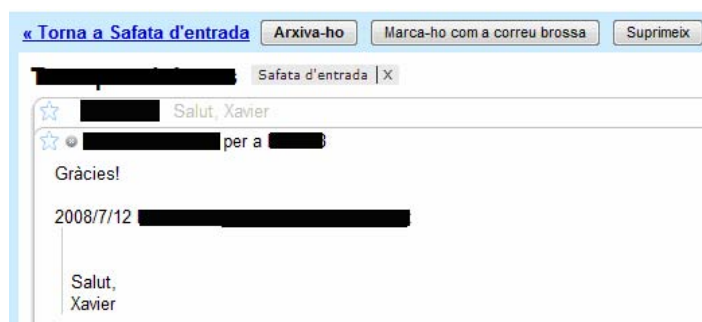 « Torna a Safata d'entrada Arxiva-ho Marca-ho com a correu brossa Suprimeix
Safata d'entrada X
Salut, Xavier
per a
Gràcies!
2008/7/12
Salut,
Xavier